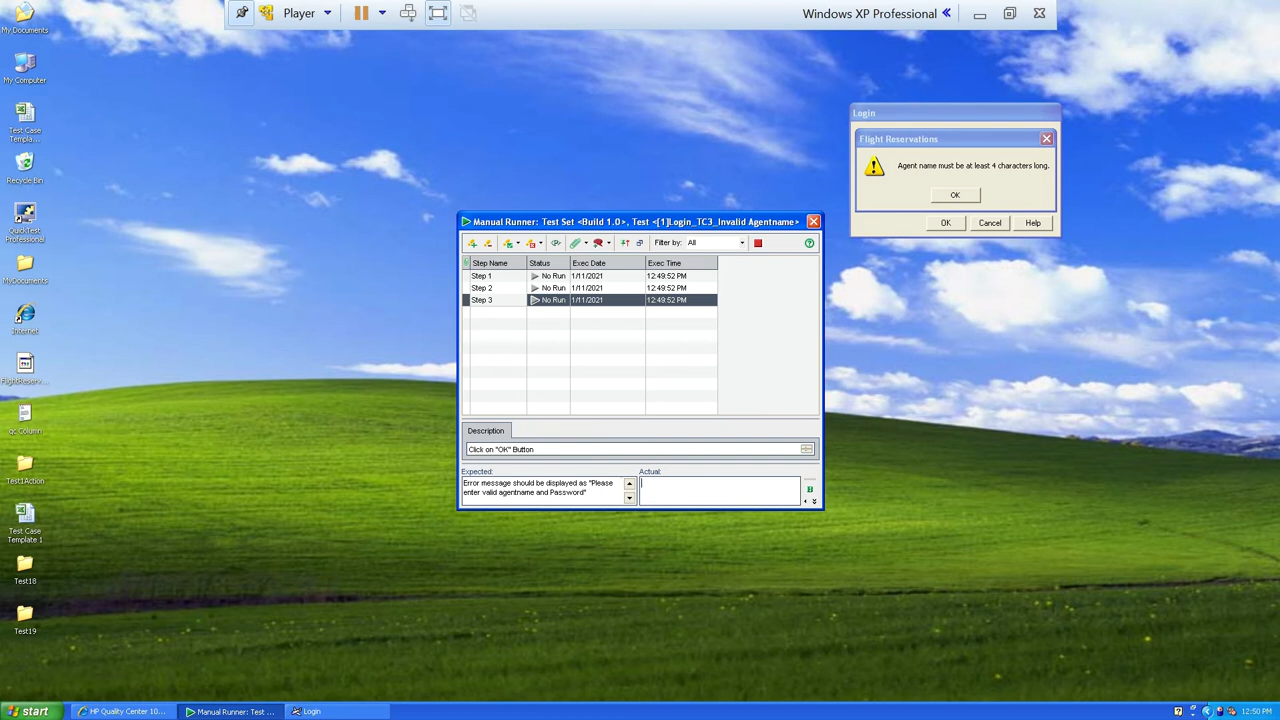 Player
Windows XP Professional
My Documents
My Computer
Test Case
Templa...
Recycle Bin
QuickTest
Professional
MyDocuments
Internet
FlightReserv...
qc Column
Test1Action
Test Case
Template 1
Test18
Test19
Login
Flight Reservations
Agent name must be at least 4 characters long.
OK
OK Cancel Help
Manual Runner: Test Set <Build 1.0>, Test <[1]Login_TC3_Invalid Agentname>
Filter by: All
Step Name Status Exec Date Exec Time
Step 1 No Run 1/11/2021 12:49:52 PM
Step 2 No Run 1/11/2021 12:49:52 PM
Step 3 No Run 1/11/2021 12:49:52 PM
Description
Click on "OK" Button
Expected: Actual:
Error message should be displayed as "Please
enter valid agentname and Password"
start HP Quality Center 10.... Manual Runner: Test ... Login 12:50 PM